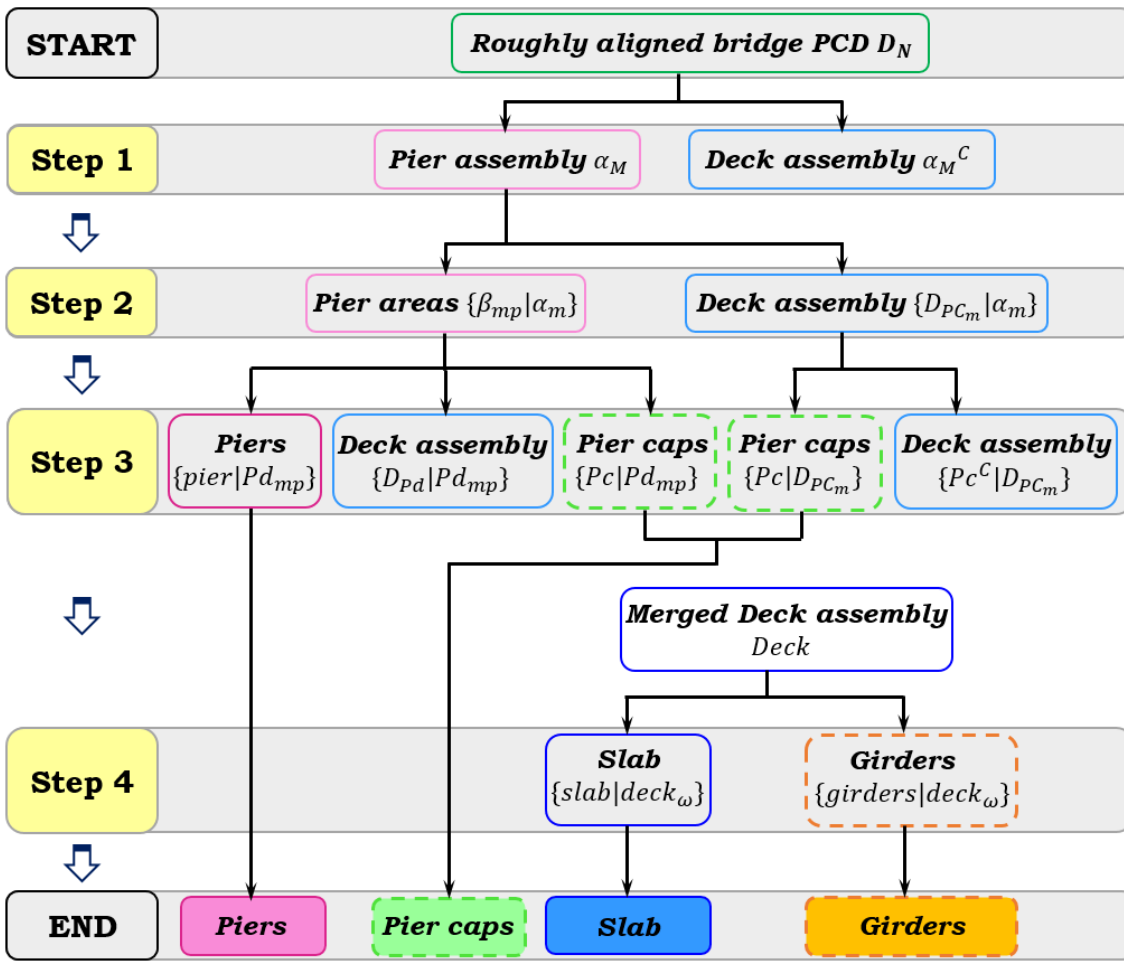 START
Roughly aligned bridge PCD D_N
Step 1
Pier assembly α_M
Deck assembly α_M^C
Step 2
Pier areas {β_mp|α_m}
Deck assembly {D_PC_m|α_m}
Step 3
Piers
{pier|Pd_mp}
Deck assembly
{D_Pd|Pd_mp}
Pier caps
{Pc|Pd_mp}
Pier caps
{Pc|D_PC_m}
Deck assembly
{Pc^C|D_PC_m}
Merged Deck assembly
Deck
Step 4
Slab
{slab|deck_ω}
Girders
{girders|deck_ω}
END
Piers
Pier caps
Slab
Girders